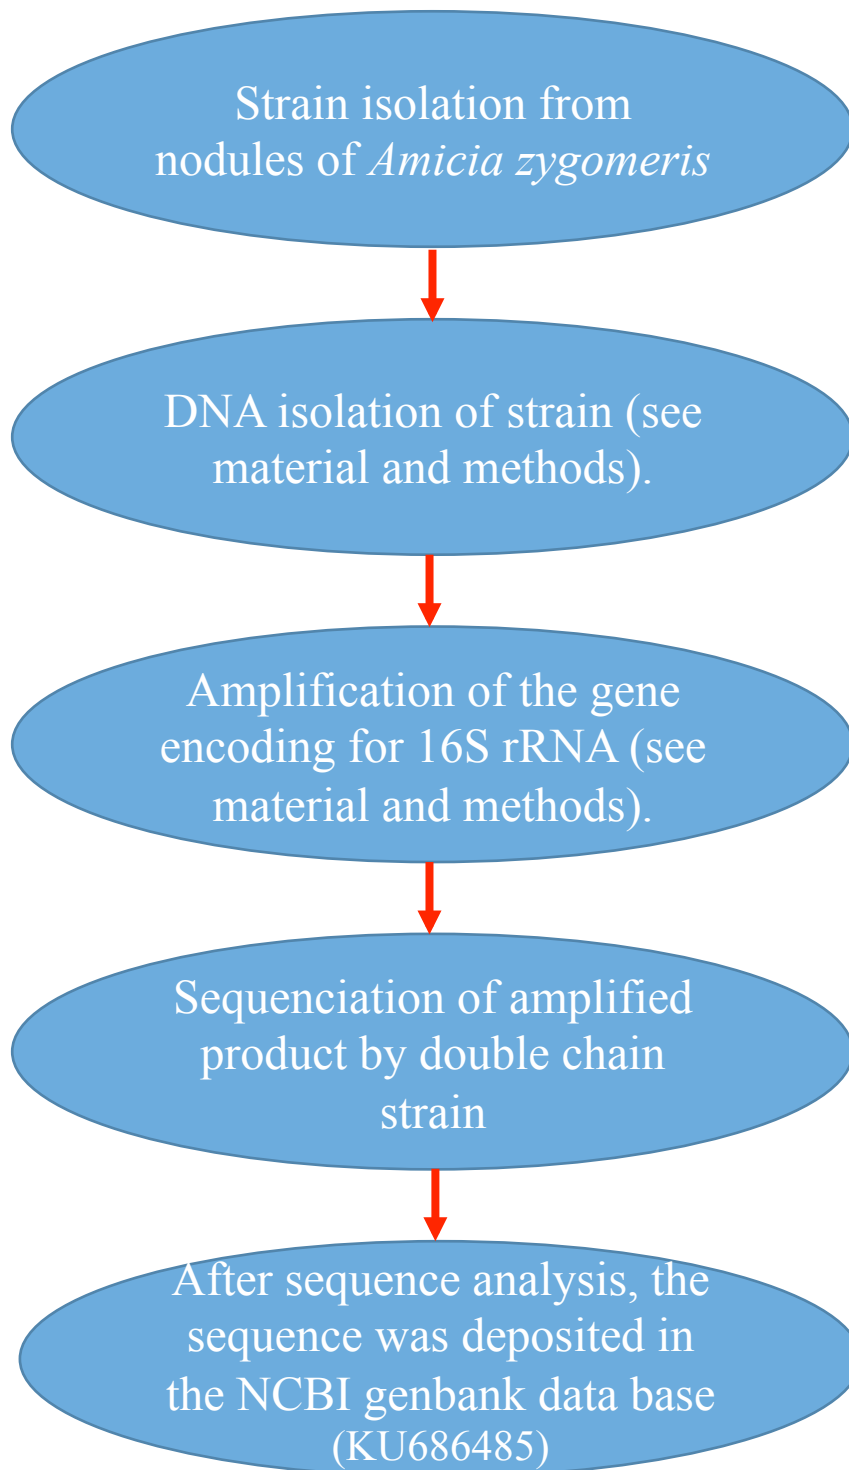 Strain isolation from
nodules of Amicia zygomeris
DNA isolation of strain (see
material and methods).
Amplification of the gene
encoding for 16S rRNA (see
material and methods).
Sequenciation of amplified
product by double chain
strain
After sequence analysis, the
sequence was deposited in
the NCBI genbank data base
(KU686485)